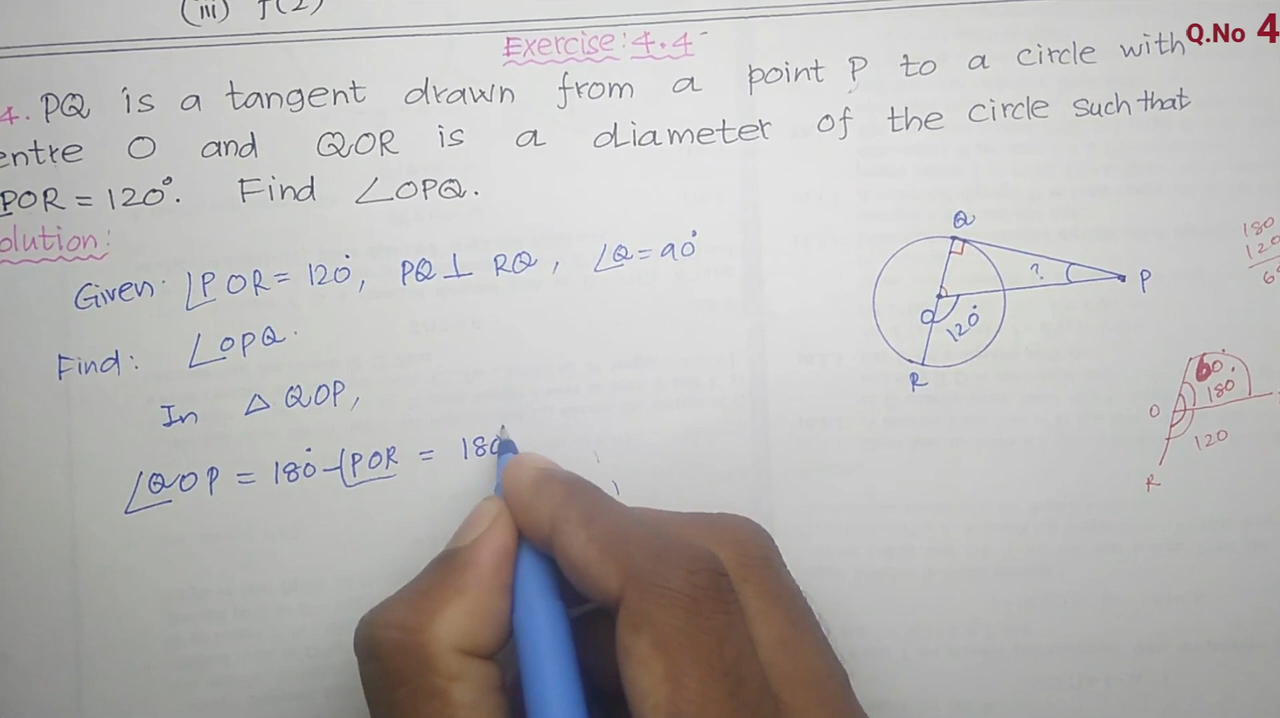 (iii) f(2)
Exercise: 4.4
Q.No 4
4. PQ is a tangent drawn from a point P to a circle with
entre O and QOR is a diameter of the circle such that
POR = 120°. Find ∠OPQ.
olution:
Given: ∠POR = 120°, PQ ⊥ RQ, ∠Q = 90°
Find: ∠OPQ.
In △ QOP,
∠QOP = 180° - ∠POR = 180
Q
?
P
O
120°
R
180
120
60°
180
O
120
R